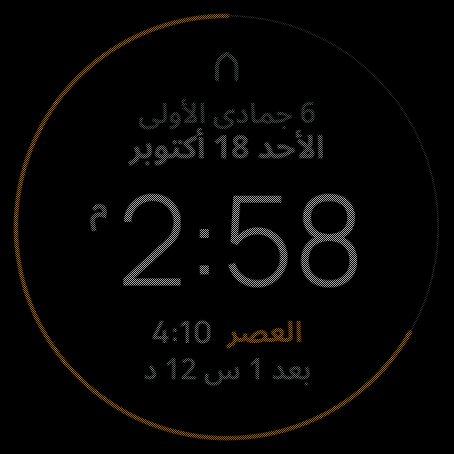 6 جمادى الأولى
الأحد 18 أكتوبر
2:58 م
العصر 4:10
بعد 1 س 12 د